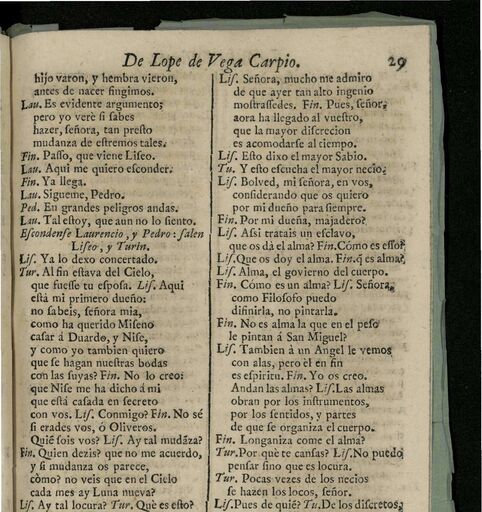 De Lope de Vega Carpio. 29
hijo varon, y hembra vieron,
antes de nacer fingimos.
Lau. Es evidente argumento;
pero yo verè si sabes
hazer, señora, tan presto
mudanza de estremos tales.
Fin. Passo, que viene Liseo.
Lau. Aqui me quiero esconder.
Fin. Ya llega.
Lau. Sigueme, Pedro.
Ped. En grandes peligros andas.
Lau. Tal estoy, que aun no lo siento.
Escondense Laurencio, y Pedro: salen
Liseo, y Turin.
Lis. Ya lo dexo concertado.
Tur. Al fin estava del Cielo,
que fuesse tu esposa. Lis. Aqui
està mi primero dueño:
no sabeis, señora mia,
como ha querido Miseno
casar á Duardo, y Nise,
y como yo tambien quiero
que se hagan nuestras bodas
con las suyas? Fin. No lo creo:
que Nise me ha dicho á mi
que està casada en secreto
con vos. Lis. Conmigo? Fin. No sé
si erades vos, ó Oliveros.
Quiẽ sois vos? Lis. Ay tal mudãza?
Fin. Quien dezis? que no me acuerdo,
y si mudanza os parece,
cómo? no veis que en el Cielo
cada mes ay Luna nueva?
Lis. Ay tal locura? Tur. Què es esto?
Lis. Señora, mucho me admiro
de que ayer tan alto ingenio
mostrassedes. Fin. Pues, señor,
aora ha llegado al vuestro,
que la mayor discrecion
es acomodarse al tiempo.
Lis. Esto dixo el mayor Sabio.
Tu. Y esto escucha el mayor necio.
Lis. Bolved, mi señora, en vos,
considerando que os quiero
por mi dueño para siempre.
Fin. Por mi dueña, majadero?
Lis. Assi tratais un esclavo,
que os dà el alma? Fin. Cómo es esso?
Lis. Que os doy el alma. Fin. q̃ es alma?
Lis. Alma, el govierno del cuerpo.
Fin. Cómo es un alma? Lis. Señora,
como Filosofo puedo
difinirla, no pintarla.
Fin. No es alma la que en el peso
le pintan á San Miguel?
Lis. Tambien à un Angel le vemos
con alas, pero èl en fin
es espiritu. Fin. Yo os creo.
Andan las almas? Lis. Las almas
obran por los instrumentos,
por los sentidos, y partes
de que se organiza el cuerpo.
Fin. Longaniza come el alma?
Tur. Por què te cansas? Lis. No puedo
pensar sino que es locura.
Tur. Pocas vezes de los necios
se hazen los locos, señor.
Lis. Pues de quiè? Tu. De los discretos;